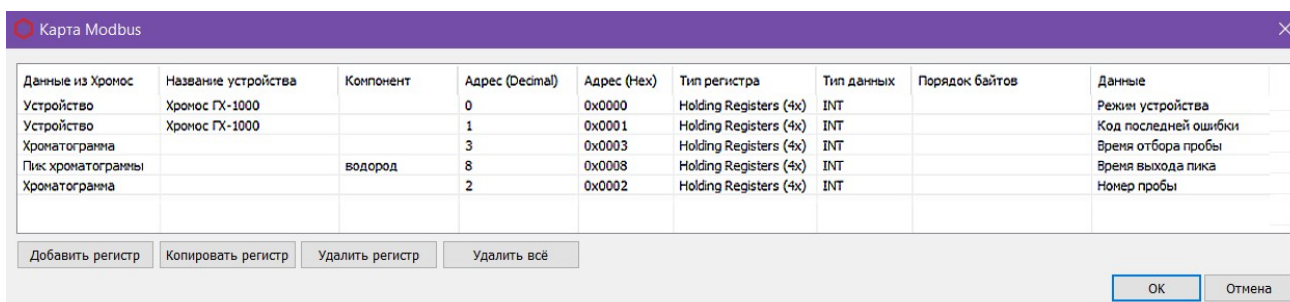 Карта Modbus
Данные из Хромос Название устройства Компонент Адрес (Decimal) Адрес (Hex) Тип регистра Тип данных Порядок байтов Данные
Устройство Хромос ГХ-1000 0 0x0000 Holding Registers (4x) INT Режим устройства
Устройство Хромос ГХ-1000 1 0x0001 Holding Registers (4x) INT Код последней ошибки
Хроматограмма 3 0x0003 Holding Registers (4x) INT Время отбора пробы
Пик хроматограммы водород 8 0x0008 Holding Registers (4x) INT Время выхода пика
Хроматограмма 2 0x0002 Holding Registers (4x) INT Номер пробы
Добавить регистр Копировать регистр Удалить регистр Удалить всё
ОК Отмена